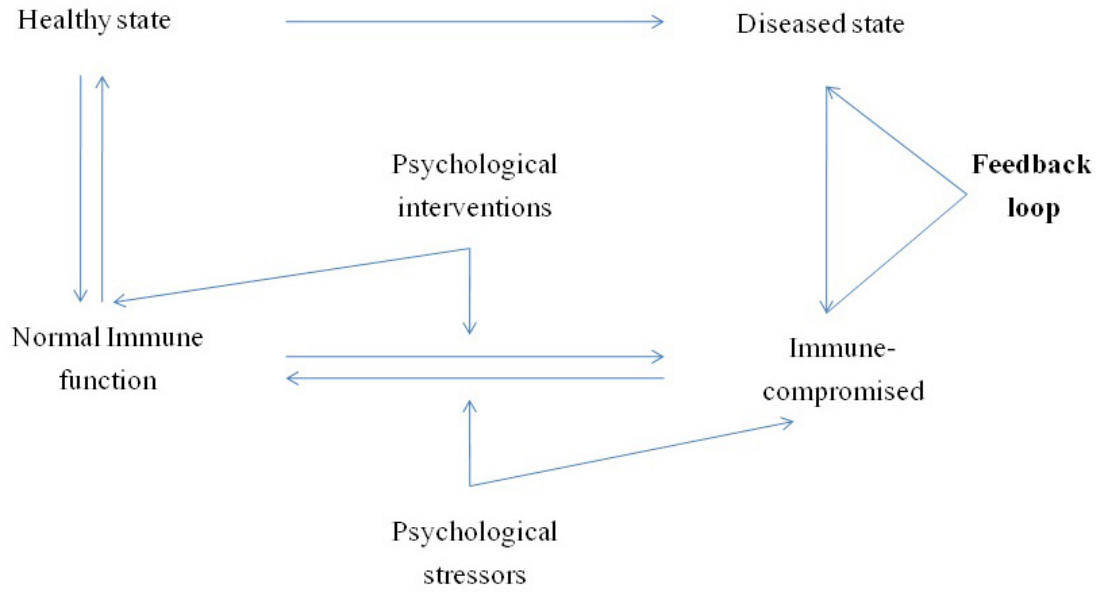 Healthy state
Diseased state
Psychological
interventions
Feedback
loop
Normal Immune
function
Immune-
compromised
Psychological
stressors